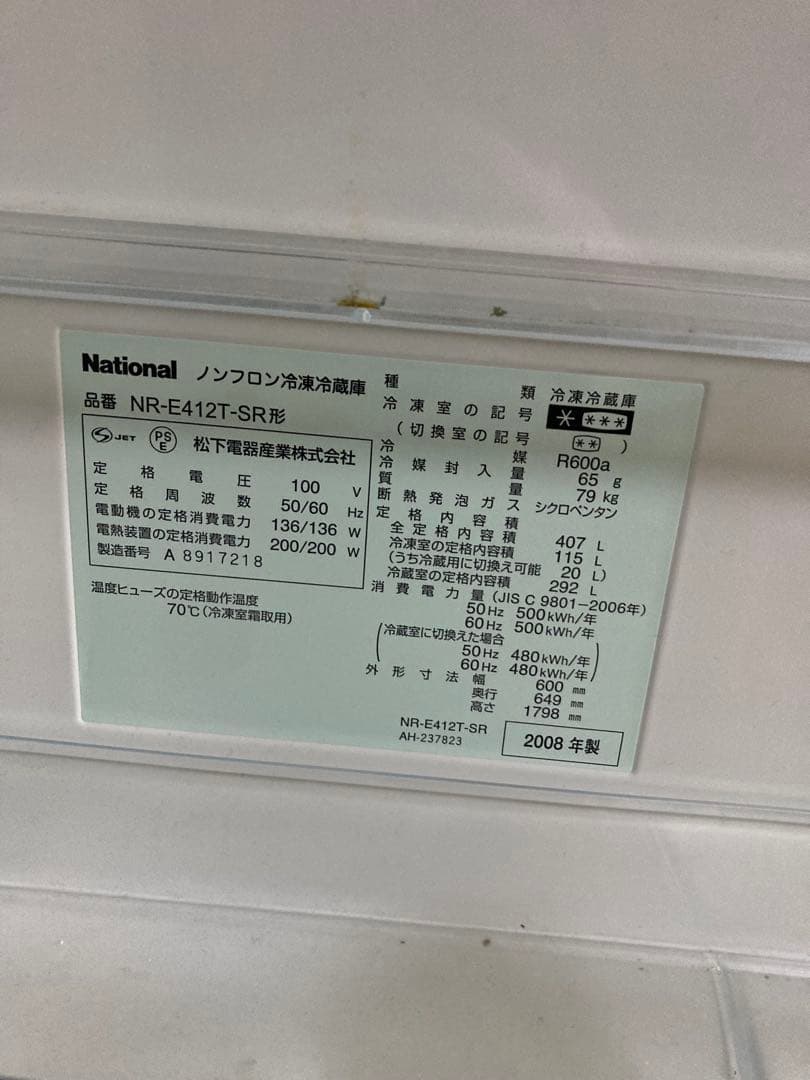 National ノンフロン冷凍冷蔵庫
品番 NR-E412T-SR形
S JET PS E 松下電器産業株式会社
定格電圧 100 V
定格周波数 50/60 Hz
電動機の定格消費電力 136/136 W
電熱装置の定格消費電力 200/200 W
製造番号 A 8917218
温度ヒューズの定格動作温度
70℃(冷凍室霜取用)
種類 冷凍冷蔵庫
冷凍室の記号 * ***
(切換室の記号 ** )
冷媒 R600a
冷媒封入量 65 g
質量 79 kg
断熱発泡ガス シクロペンタン
定格内容積
全定格内容積 407 L
冷凍室の定格内容積 115 L
(うち冷蔵用に切換え可能 20 L)
冷蔵室の定格内容積 292 L
消費電力量(JIS C 9801-2006年)
50Hz 500kWh/年
60Hz 500kWh/年
(冷蔵室に切換えた場合
50Hz 480kWh/年
60Hz 480kWh/年)
外形寸法 幅 600 mm
奥行 649 mm
高さ 1798 mm
NR-E412T-SR
AH-237823
2008年製